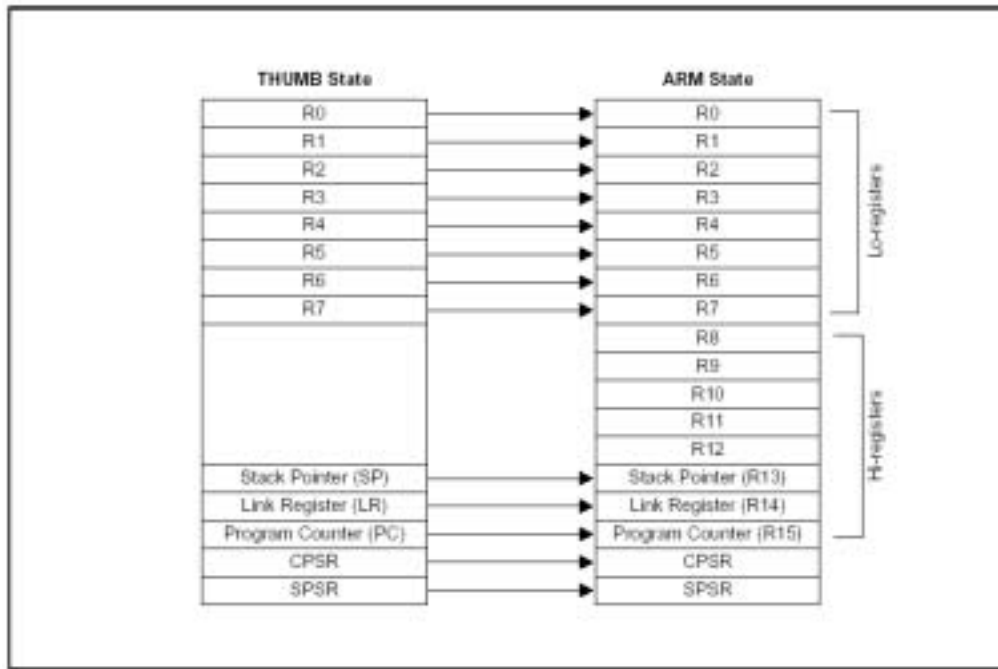 THUMB State
ARM State
R0
R0
R1
R1
R2
R2
R3
R3
R4
R4
R5
R5
R6
R6
R7
R7
Lo-registers
R8
R9
R10
R11
R12
Stack Pointer (SP)
Stack Pointer (R13)
Link Register (LR)
Link Register (R14)
Program Counter (PC)
Program Counter (R15)
Hi-registers
CPSR
CPSR
SPSR
SPSR